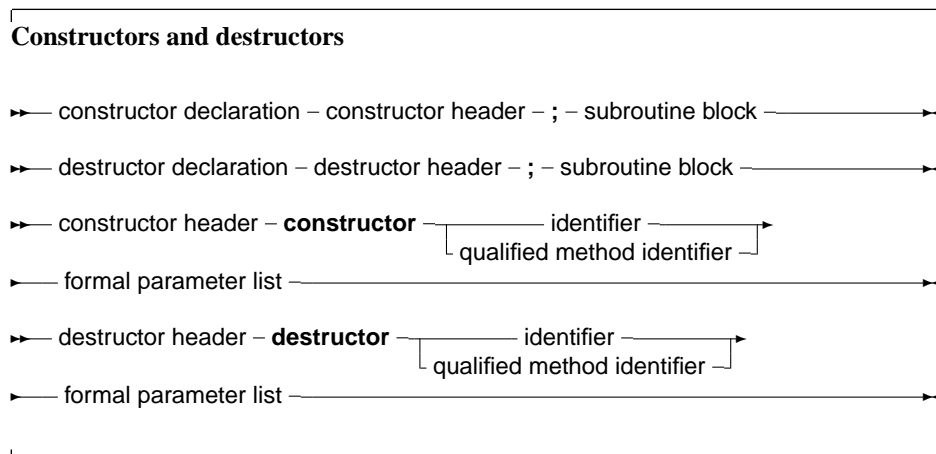 Constructors and destructors
constructor declaration – constructor header – ; – subroutine block
destructor declaration – destructor header – ; – subroutine block
constructor header – constructor – identifier
qualified method identifier
formal parameter list
destructor header – destructor – identifier
qualified method identifier
formal parameter list